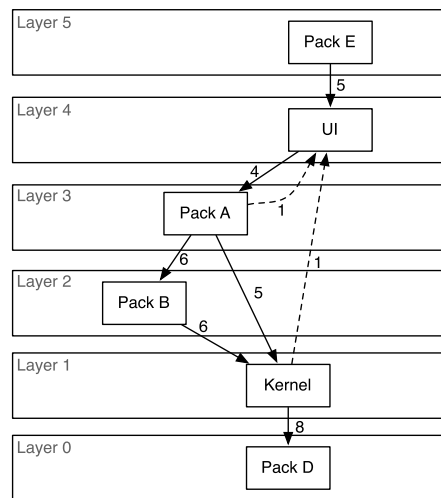 Layer 5
Pack E
5
Layer 4
UI
4
Layer 3
Pack A
1
6
Layer 2
5
1
Pack B
6
Layer 1
Kernel
8
Layer 0
Pack D